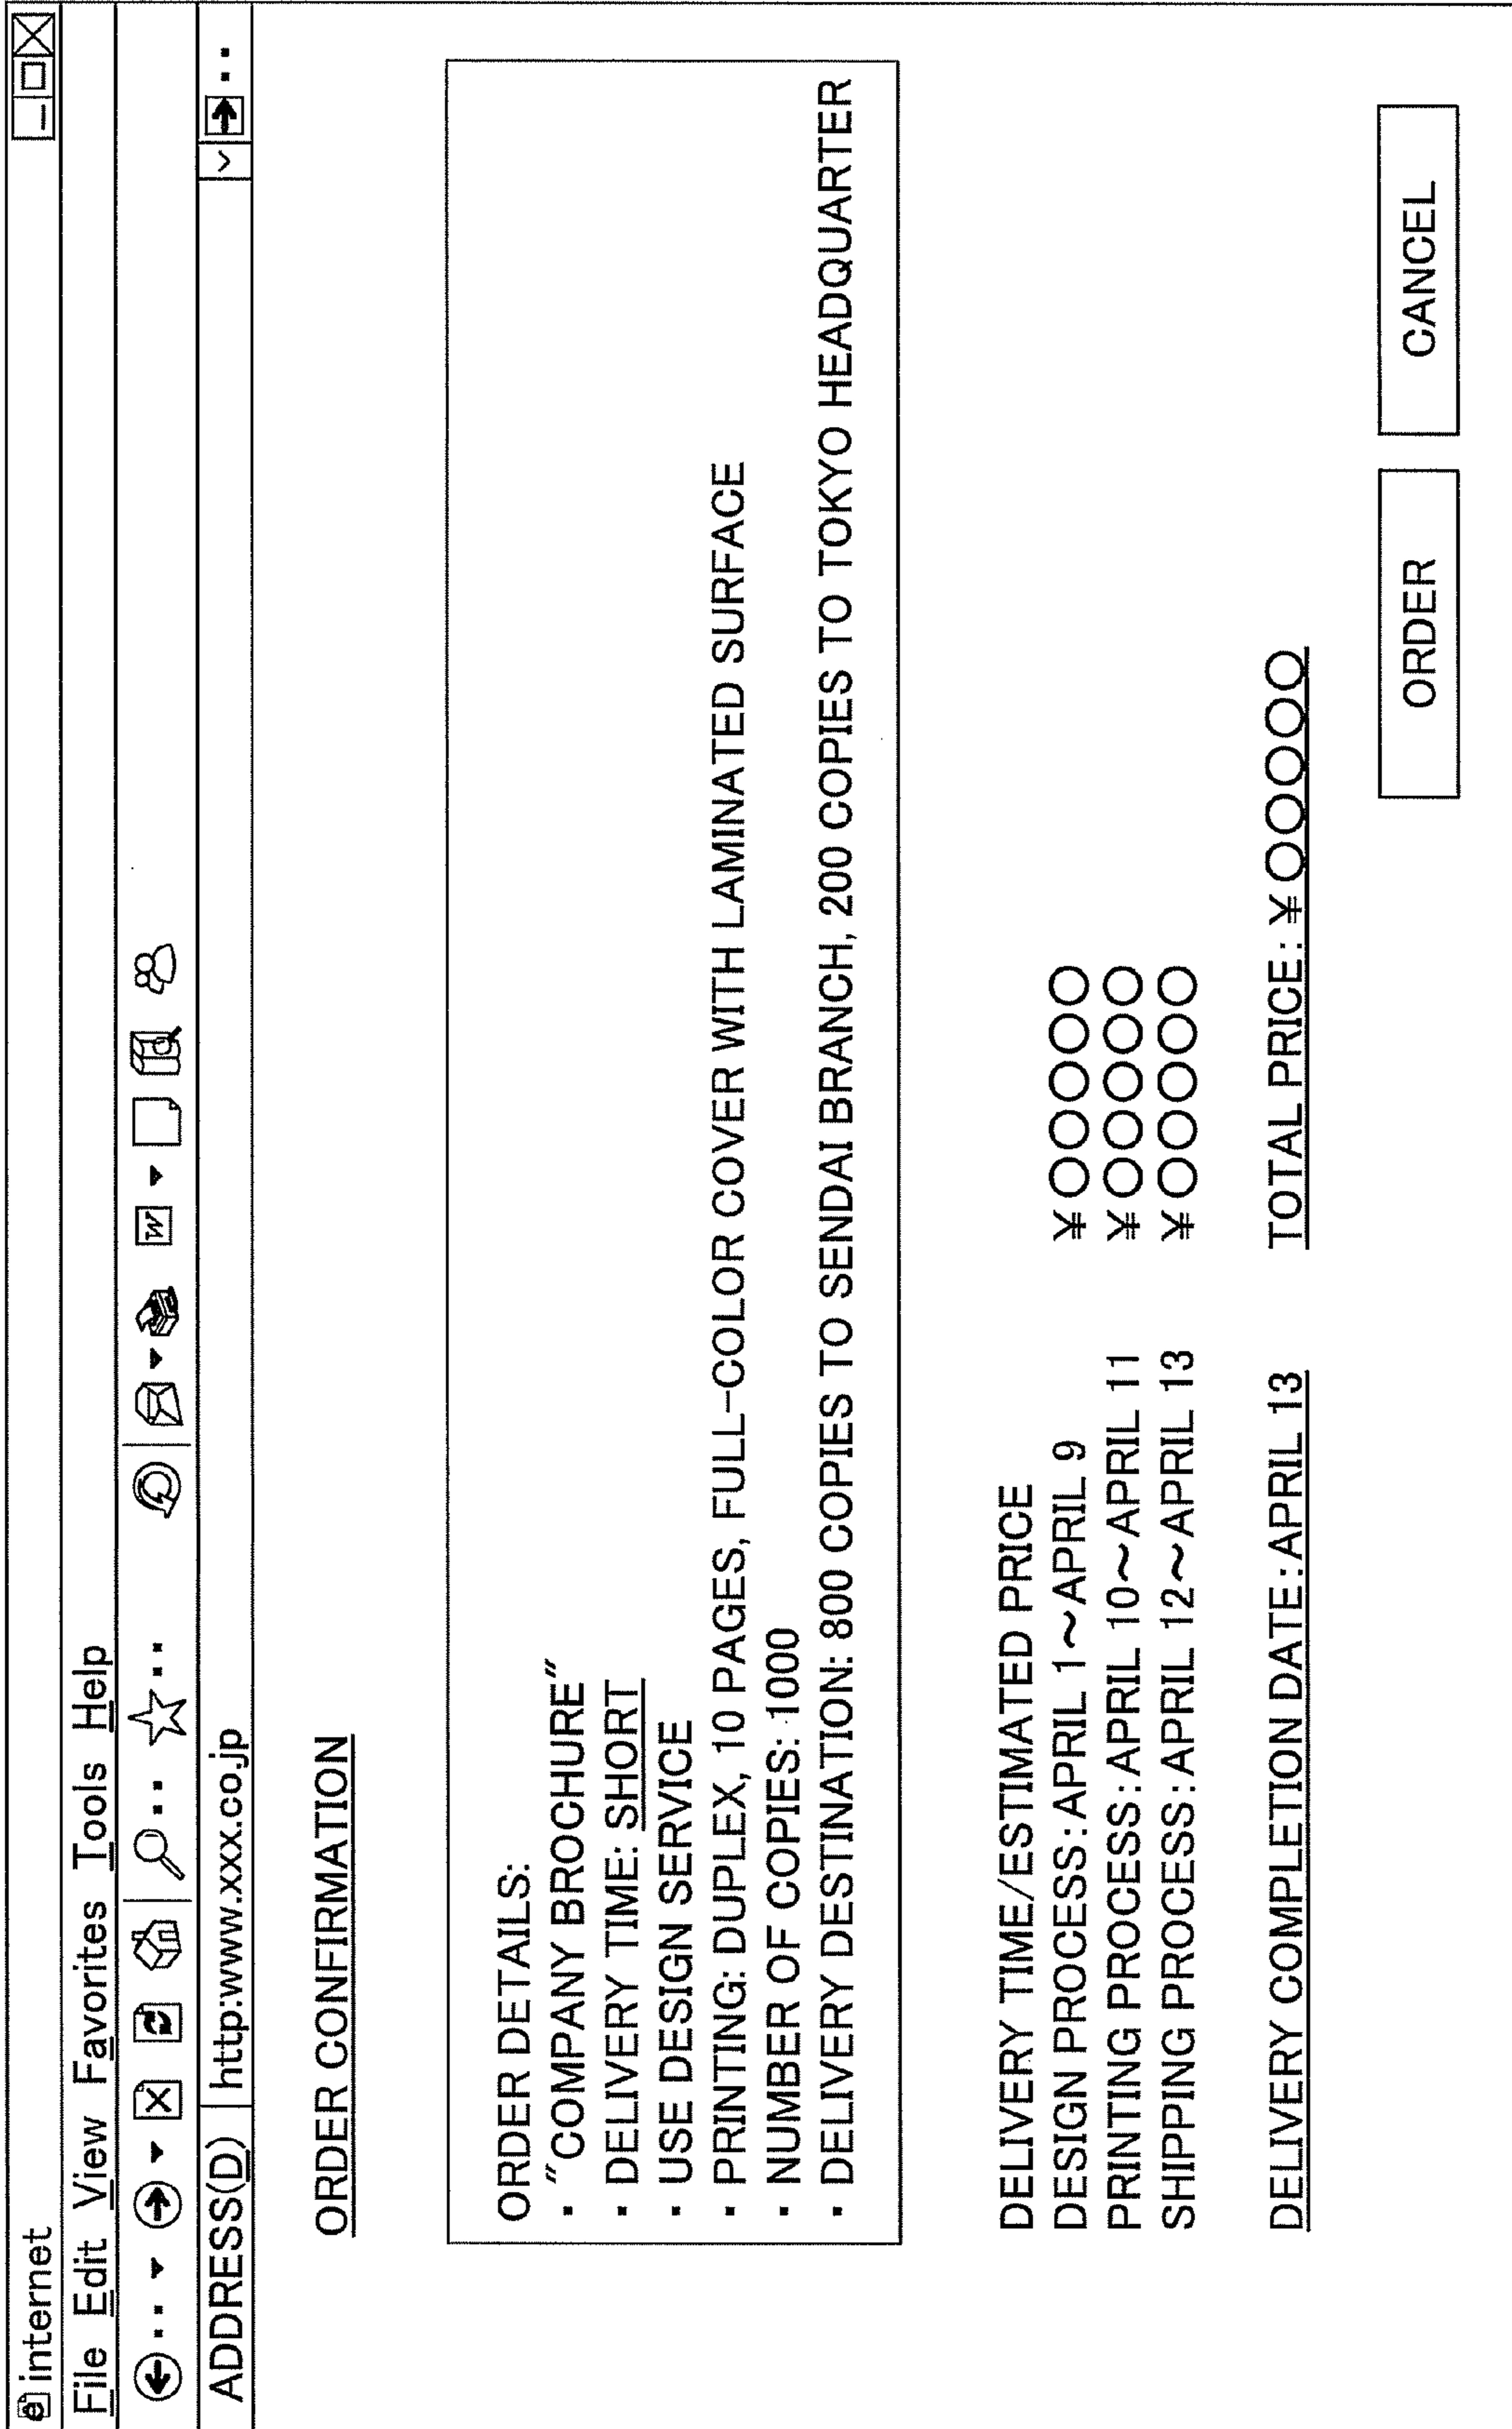 internet
File Edit View Favorites Tools Help
ADDRESS(D) http:www.xxx.co.jp
ORDER CONFIRMATION
ORDER DETAILS:
・ "COMPANY BROCHURE"
・ DELIVERY TIME: SHORT
・ USE DESIGN SERVICE
・ PRINTING: DUPLEX, 10 PAGES, FULL-COLOR COVER WITH LAMINATED SURFACE
・ NUMBER OF COPIES: 1000
・ DELIVERY DESTINATION: 800 COPIES TO SENDAI BRANCH, 200 COPIES TO TOKYO HEADQUARTER
DELIVERY TIME/ESTIMATED PRICE
DESIGN PROCESS:APRIL 1~APRIL 9 ¥○○○○○
PRINTING PROCESS:APRIL 10~APRIL 11 ¥○○○○○
SHIPPING PROCESS:APRIL 12~APRIL 13 ¥○○○○○
DELIVERY COMPLETION DATE:APRIL 13 TOTAL PRICE:¥○○○○○
ORDER CANCEL